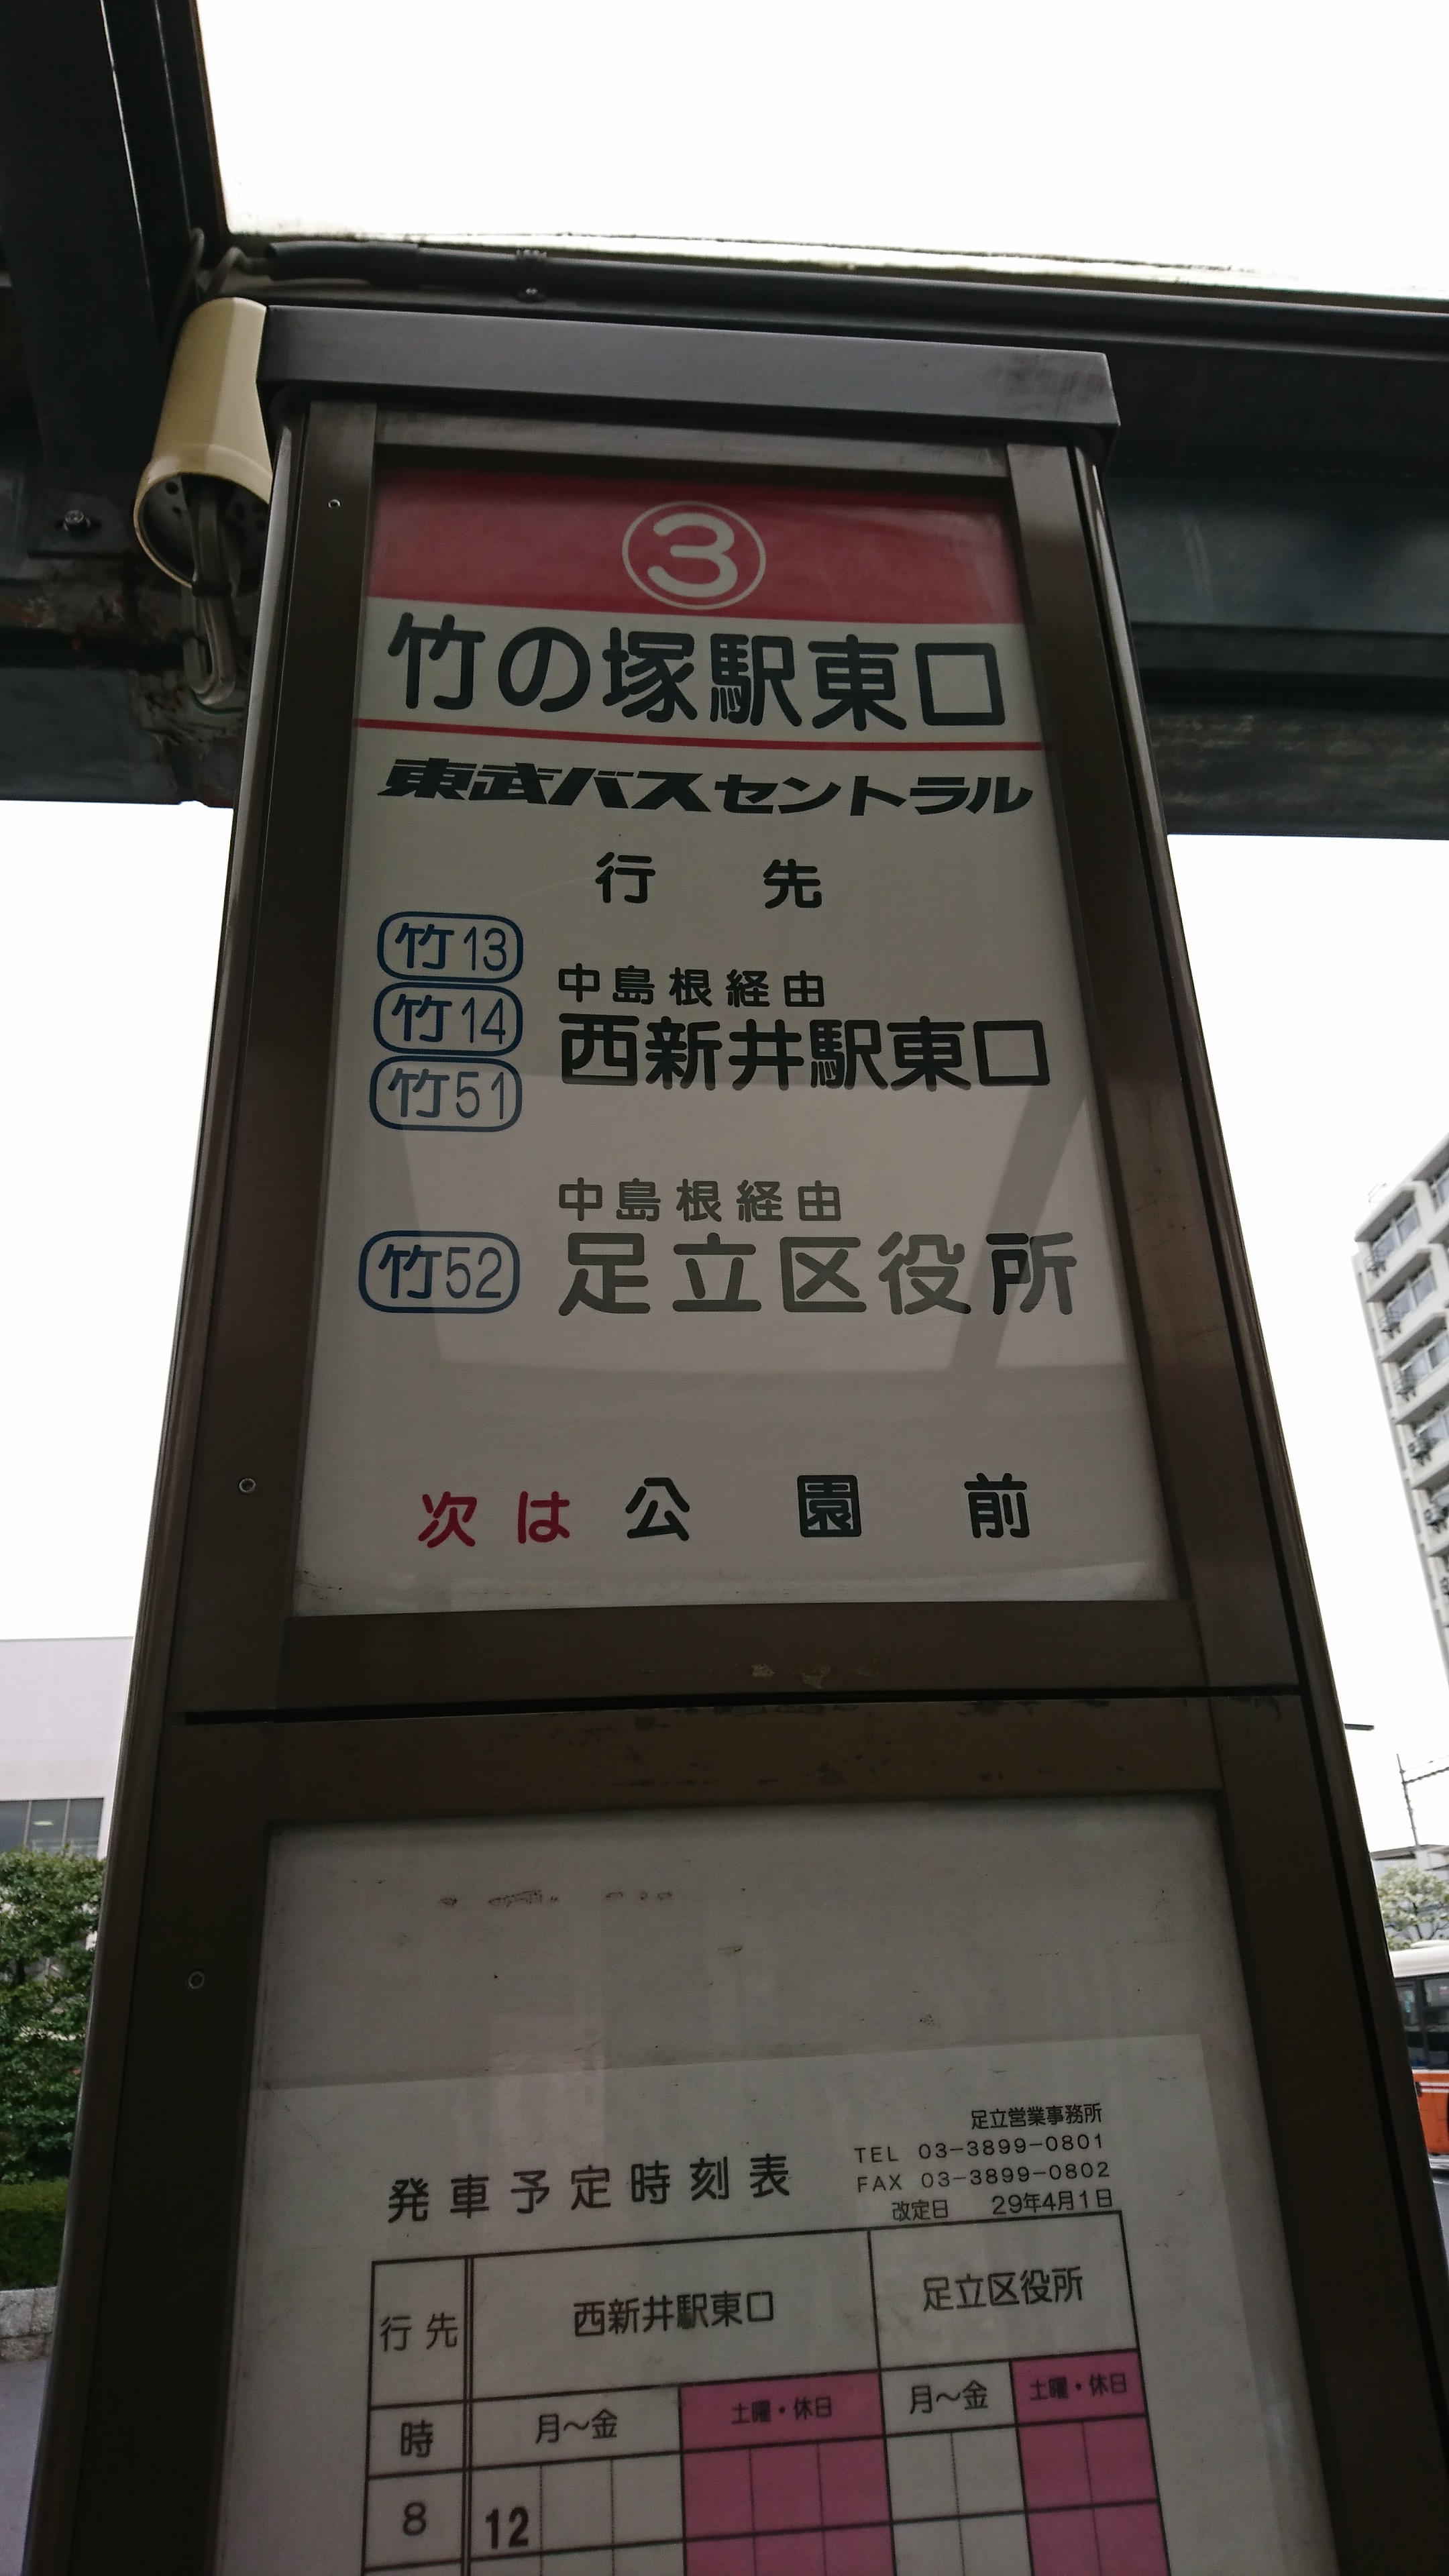 ③
竹の塚駅東口
東武バスセントラル
行先
竹13
竹14
竹51
中島根経由
西新井駅東口
竹52
中島根経由
足立区役所
次は 公園前
足立営業事務所
TEL 03-3899-0801
FAX 03-3899-0802
改定日 29年4月1日
発車予定時刻表
行先 西新井駅東口 足立区役所
時 月～金 土曜・休日 月～金 土曜・休日
8 12